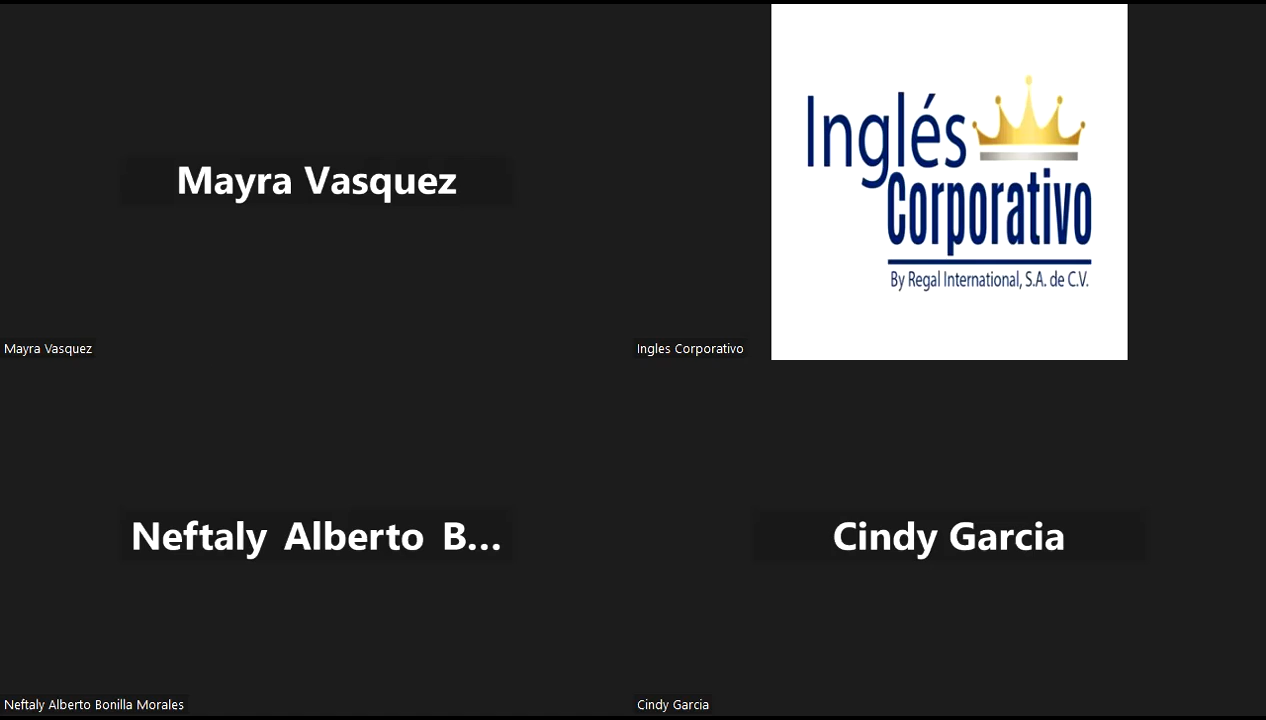 Mayra Vasquez
Mayra Vasquez
Inglés
Corporativo
By Regal International, S.A. de C.V.
Ingles Corporativo
Neftaly Alberto B...
Neftaly Alberto Bonilla Morales
Cindy Garcia
Cindy Garcia